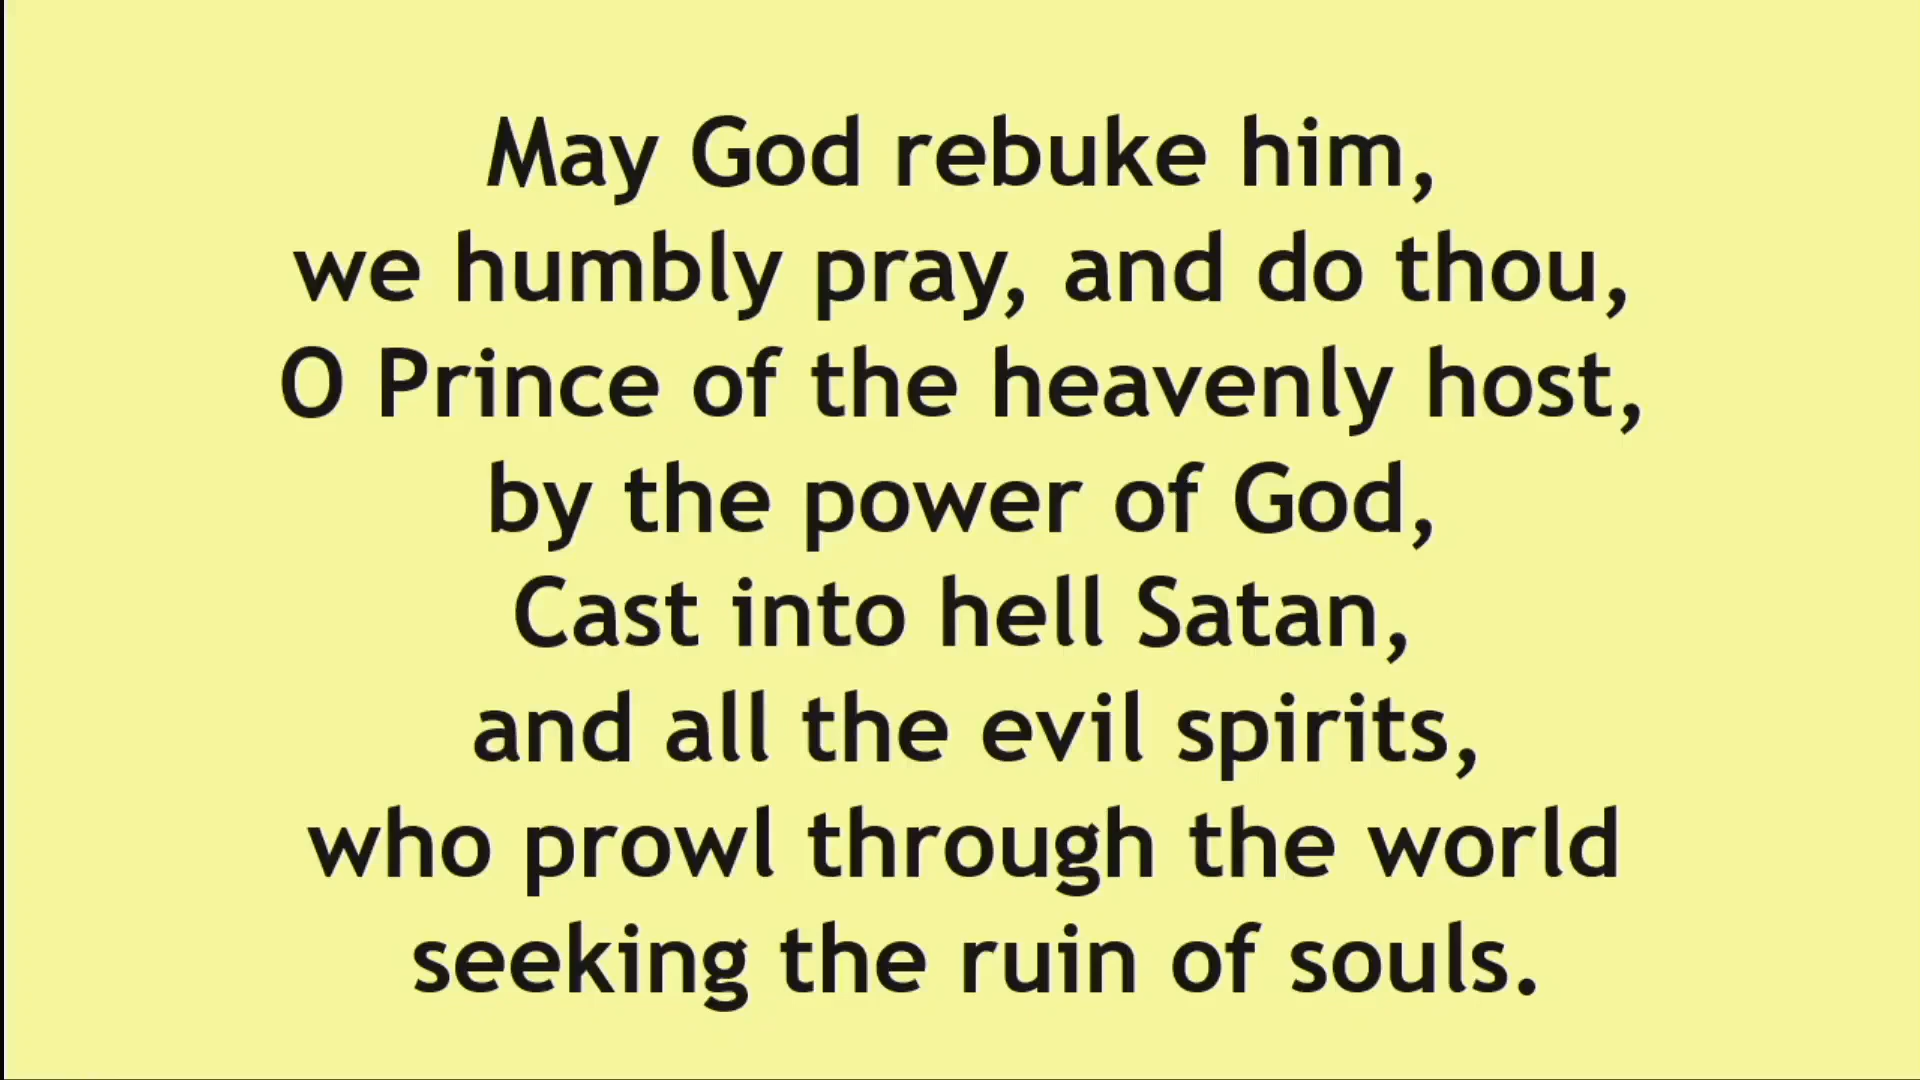 May God rebuke him,
we humbly pray, and do thou,
O Prince of the heavenly host,
by the power of God,
Cast into hell Satan,
and all the evil spirits,
who prowl through the world
seeking the ruin of souls.